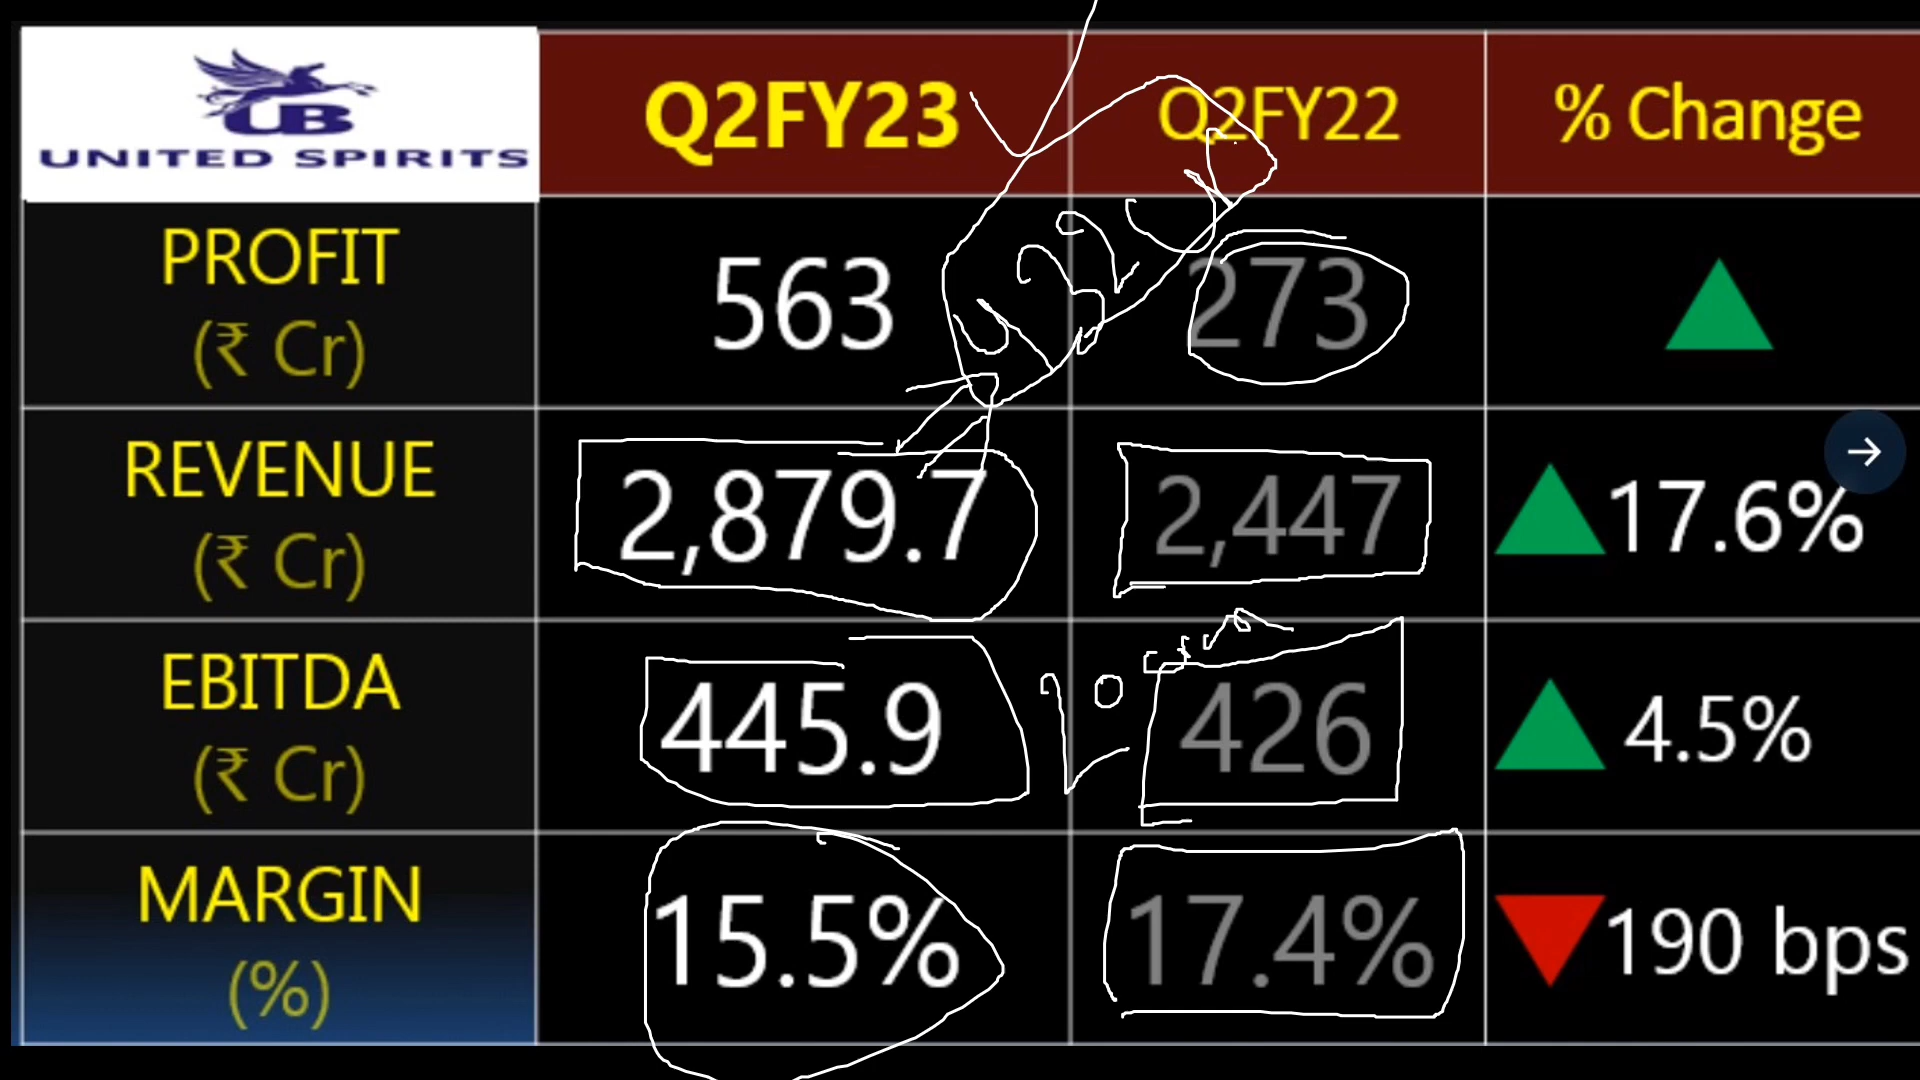 UB
UNITED SPIRITS
Q2FY23 Q2FY22 % Change
PROFIT
(₹ Cr)
563 273
REVENUE
(₹ Cr)
2,879.7 2,447 17.6%
EBITDA
(₹ Cr)
445.9 426 4.5%
MARGIN
(%)
15.5% 17.4% 190 bps